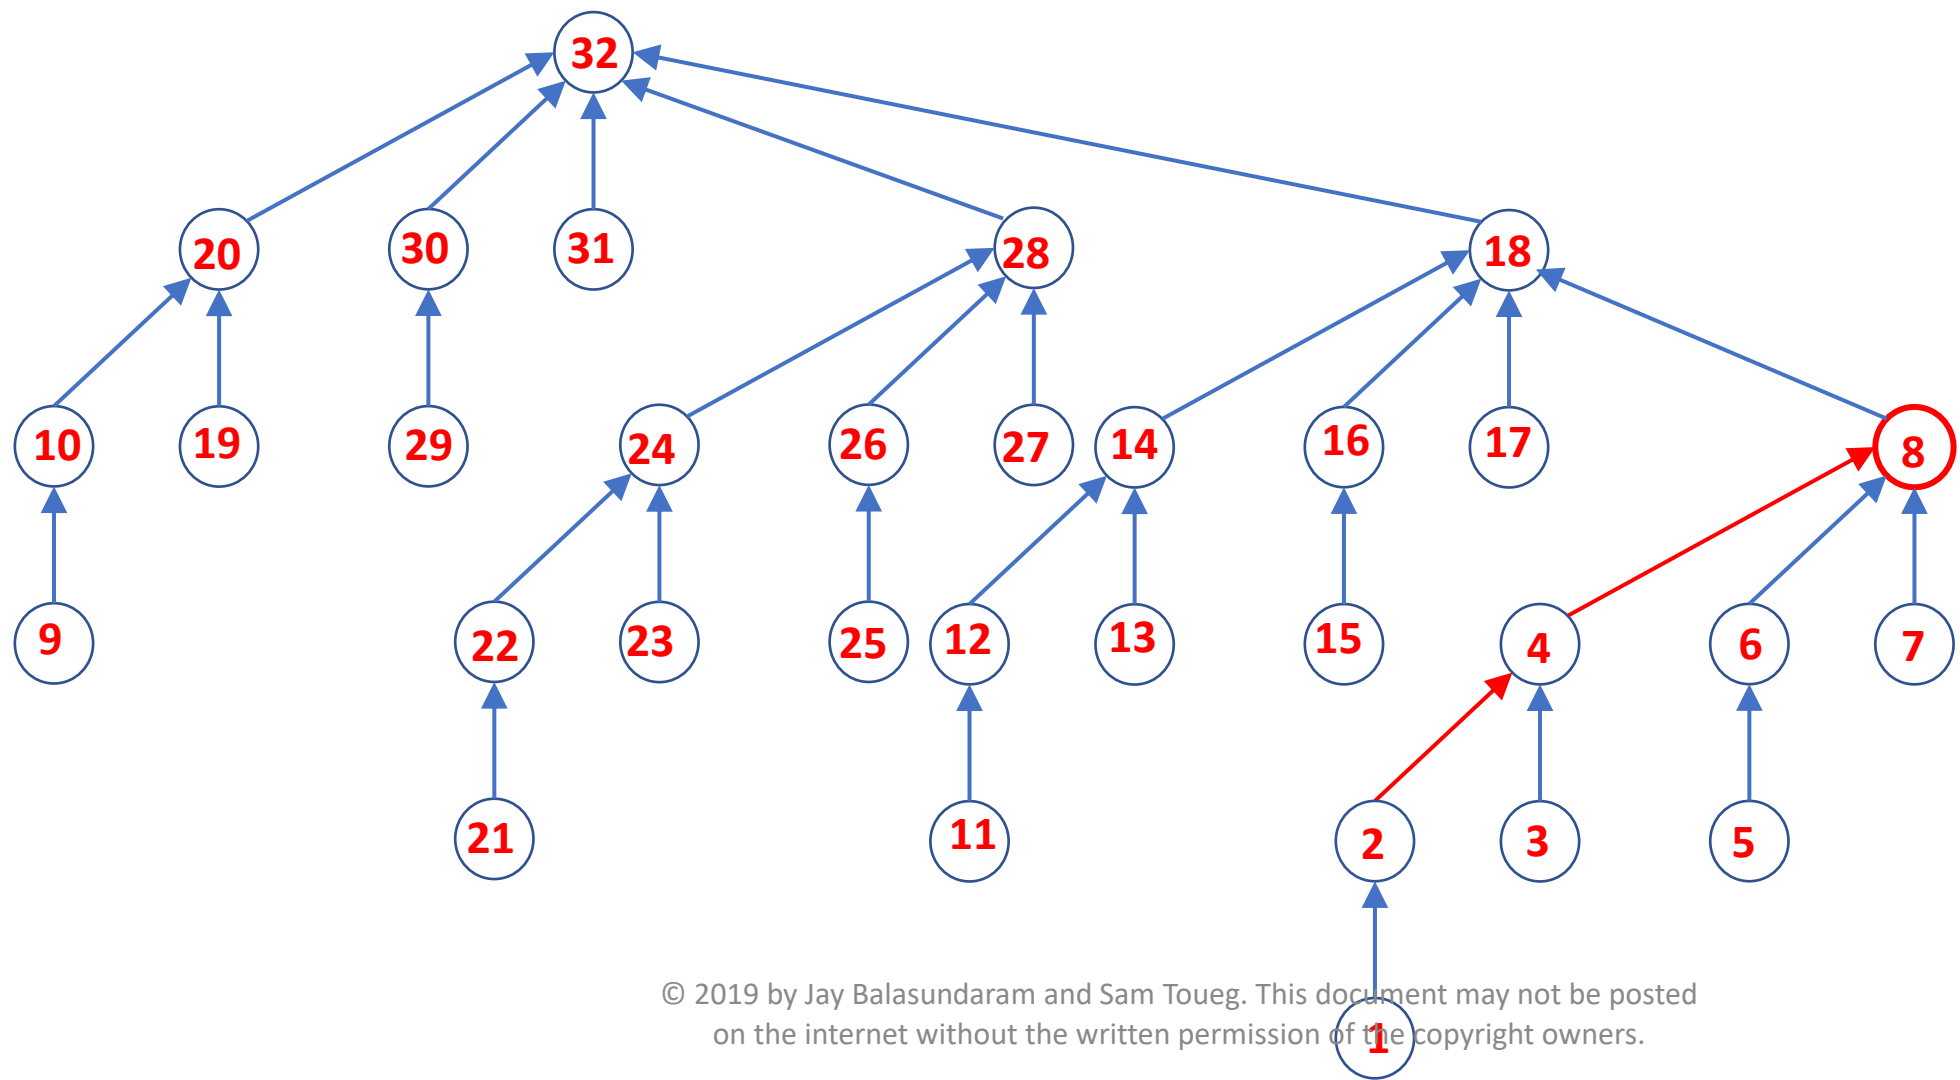 32
20 30 31 28 18
10 19 29 24 26 27 14 16 17 8
9 22 23 25 12 13 15 4 6 7
21 11 2 3 5
© 2019 by Jay Balasundaram and Sam Toueg. This document may not be posted
on the internet without the written permission of the copyright owners.
1